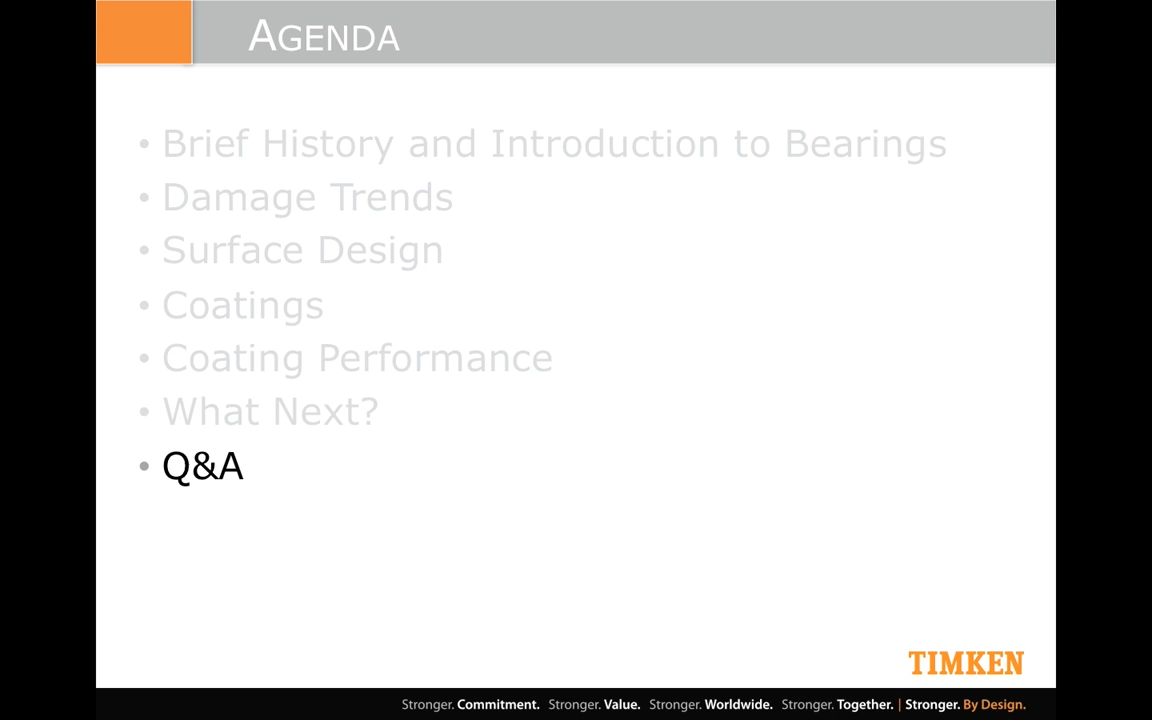 AGENDA
• Brief History and Introduction to Bearings
• Damage Trends
• Surface Design
• Coatings
• Coating Performance
• What Next?
• Q&A
TIMKEN
Stronger. Commitment. Stronger. Value. Stronger. Worldwide. Stronger. Together. | Stronger. By Design.